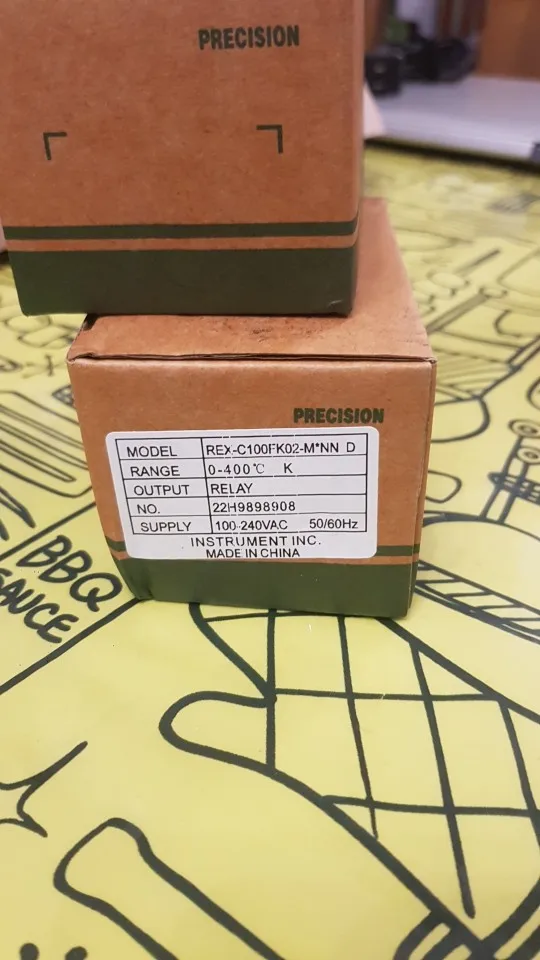 PRECISION
PRECISION
MODEL REX-C100FK02-M*NN D
RANGE 0-400℃ K
OUTPUT RELAY
NO. 22H9898908
SUPPLY 100-240VAC 50/60Hz
INSTRUMENT INC.
MADE IN CHINA
BBQ
SAUCE